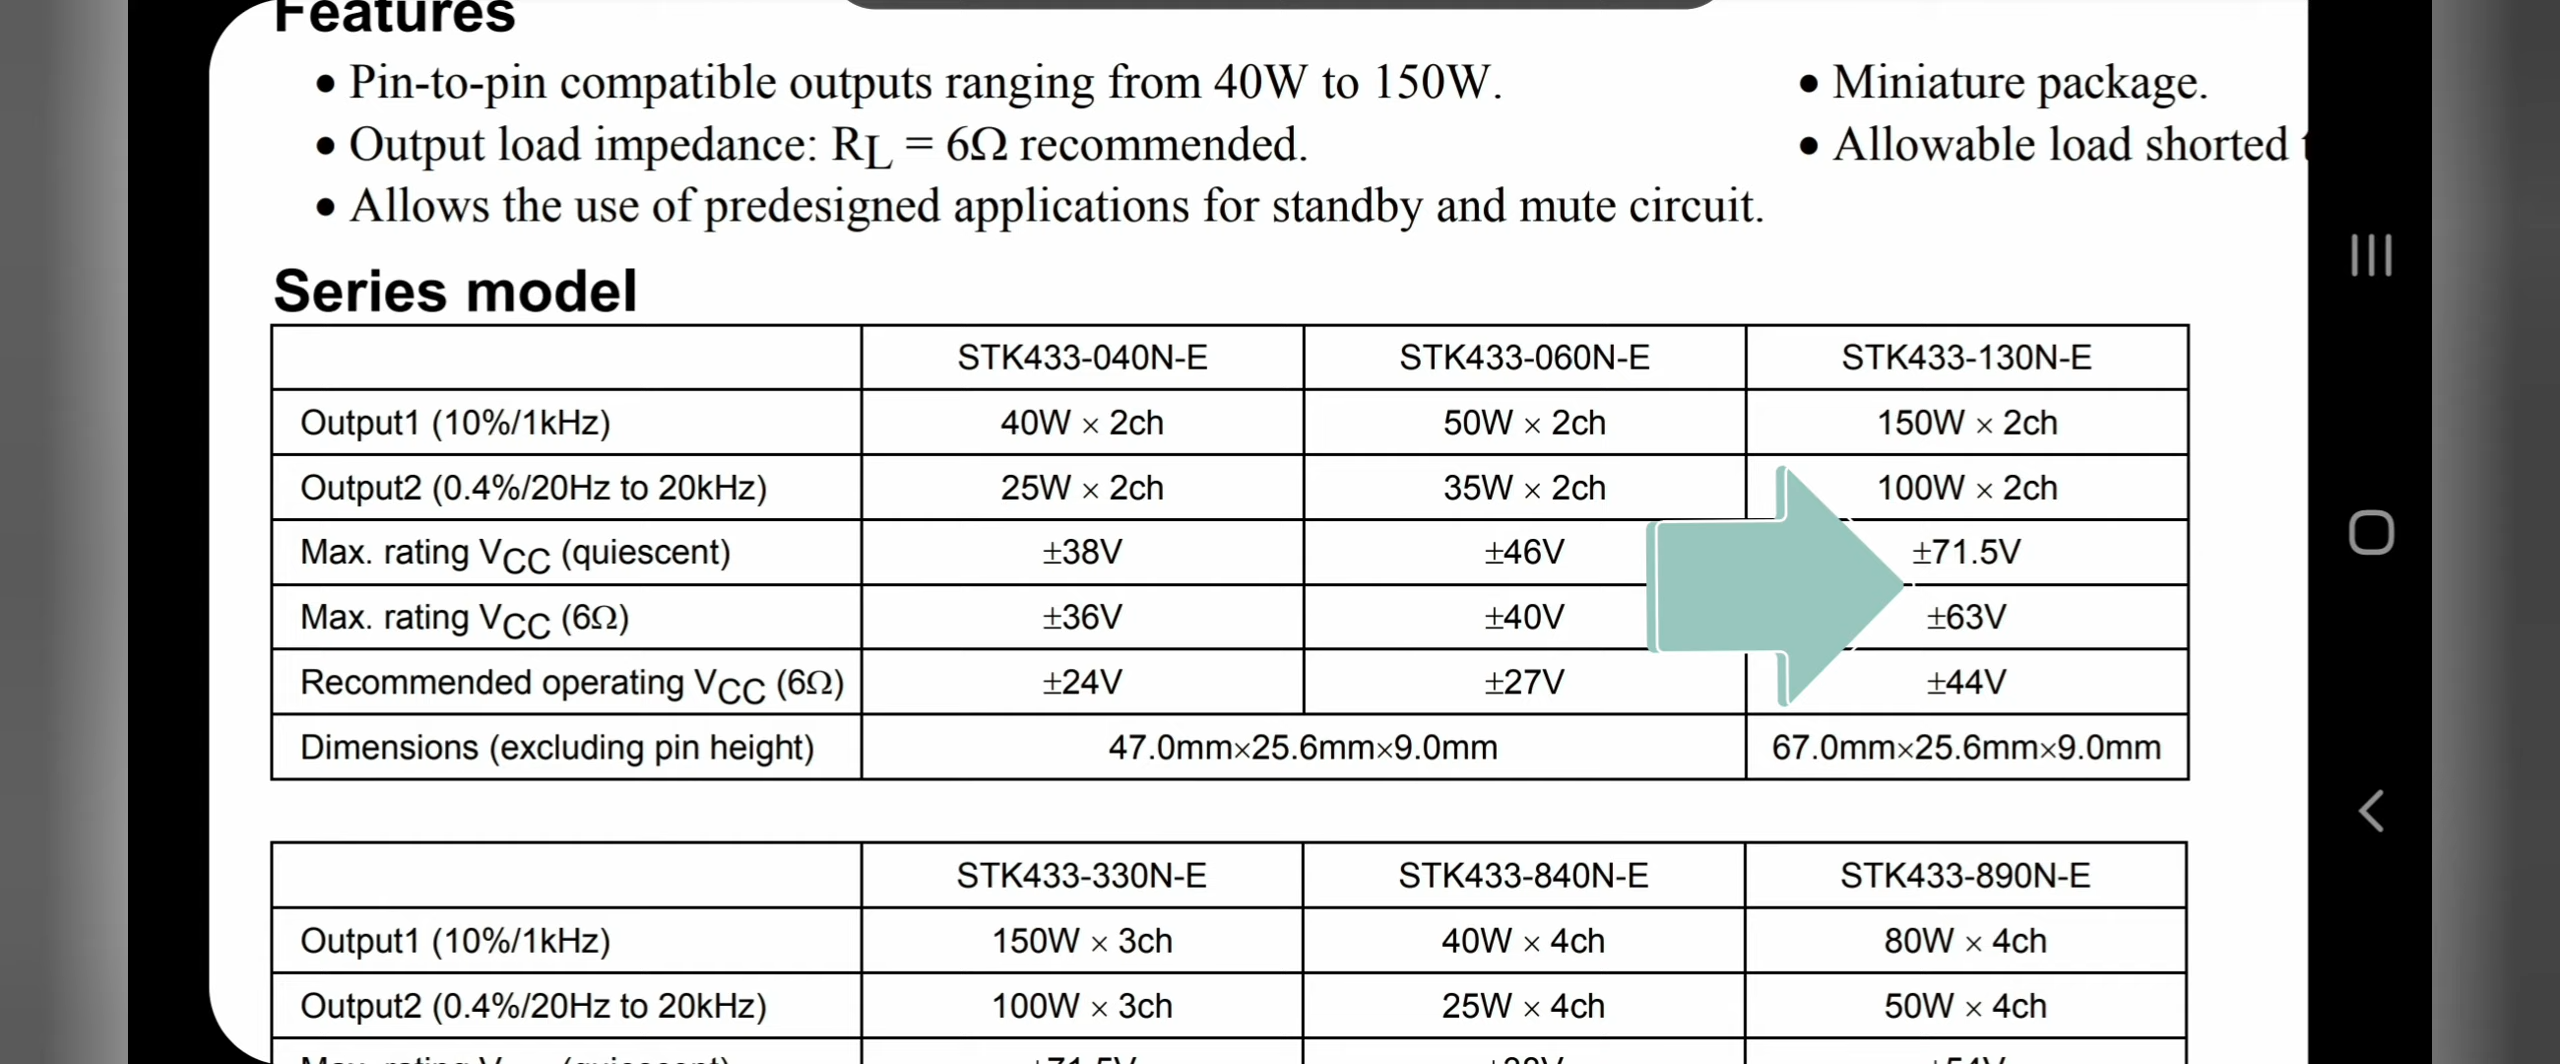 Features
• Pin-to-pin compatible outputs ranging from 40W to 150W.
• Miniature package.
• Output load impedance: RL = 6Ω recommended.
• Allowable load shorted
• Allows the use of predesigned applications for standby and mute circuit.
Series model
STK433-040N-E STK433-060N-E STK433-130N-E
Output1 (10%/1kHz) 40W × 2ch 50W × 2ch 150W × 2ch
Output2 (0.4%/20Hz to 20kHz) 25W × 2ch 35W × 2ch 100W × 2ch
Max. rating VCC (quiescent) ±38V ±46V ±71.5V
Max. rating VCC (6Ω) ±36V ±40V ±63V
Recommended operating VCC (6Ω) ±24V ±27V ±44V
Dimensions (excluding pin height) 47.0mm×25.6mm×9.0mm 67.0mm×25.6mm×9.0mm
STK433-330N-E STK433-840N-E STK433-890N-E
Output1 (10%/1kHz) 150W × 3ch 40W × 4ch 80W × 4ch
Output2 (0.4%/20Hz to 20kHz) 100W × 3ch 25W × 4ch 50W × 4ch